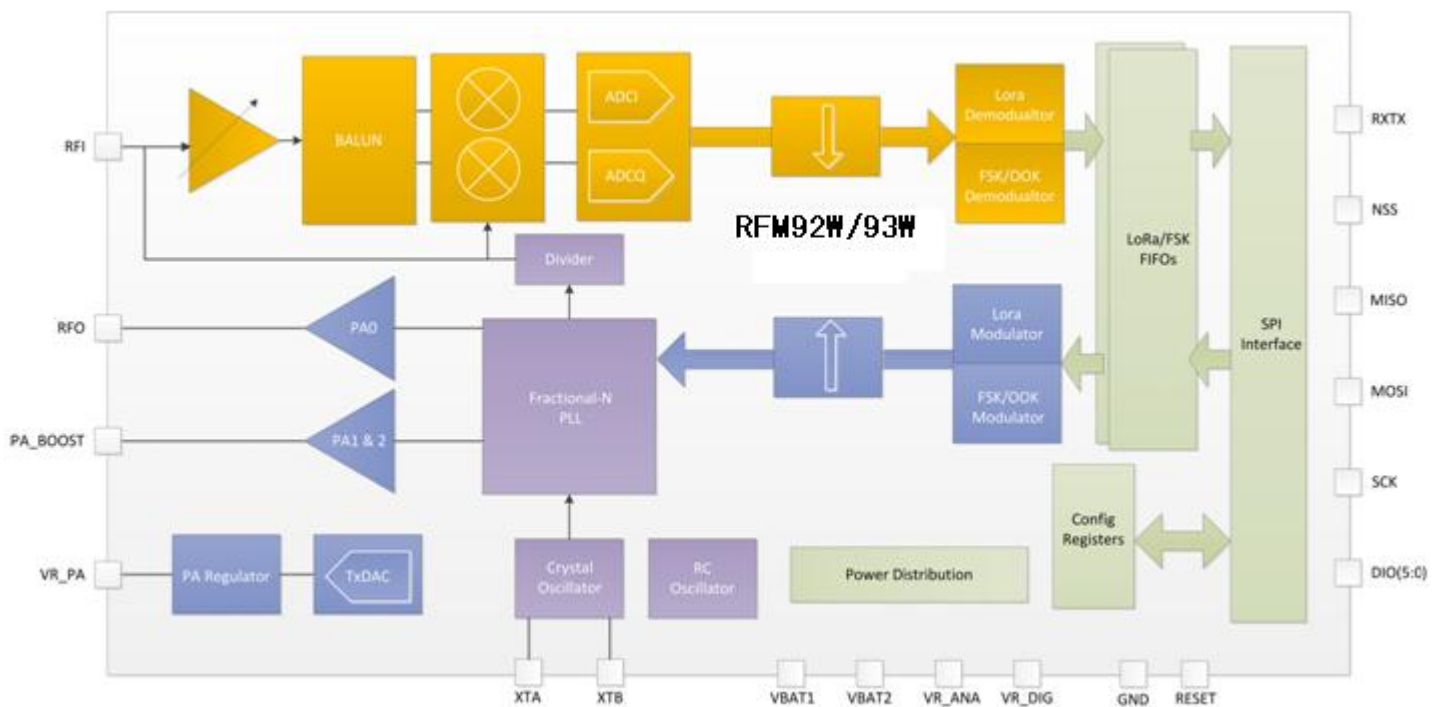 RFI
BALUN
ADCI
ADCQ
Lora
Demodualtor
FSK/OOK
Demodualtor
RFM92W/93W
LoRa/FSK
FIFOs
SPI
Interface
RXTX
NSS
MISO
MOSI
SCK
DIO(5:0)
Divider
RFO
PA0
PA_BOOST
PA1 & 2
Fractional-N
PLL
Lora
Modulator
FSK/OOK
Modulator
Config
Registers
VR_PA
PA Regulator
TxDAC
Crystal
Oscillator
RC
Oscillator
Power Distribution
XTA
XTB
VBAT1
VBAT2
VR_ANA
VR_DIG
GND
RESET